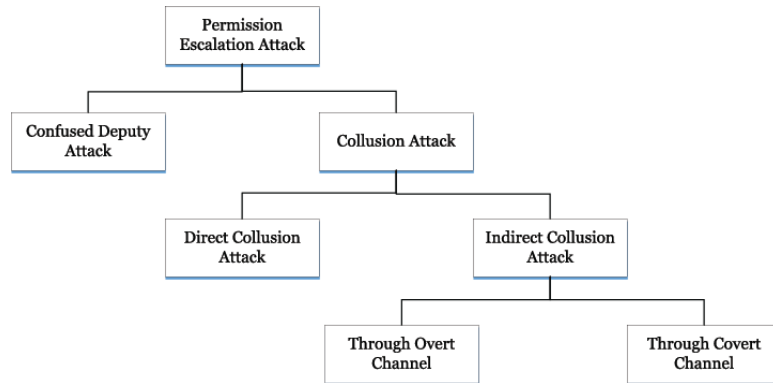 Permission
Escalation Attack
Confused Deputy
Attack
Collusion Attack
Direct Collusion
Attack
Indirect Collusion
Attack
Through Overt
Channel
Through Covert
Channel